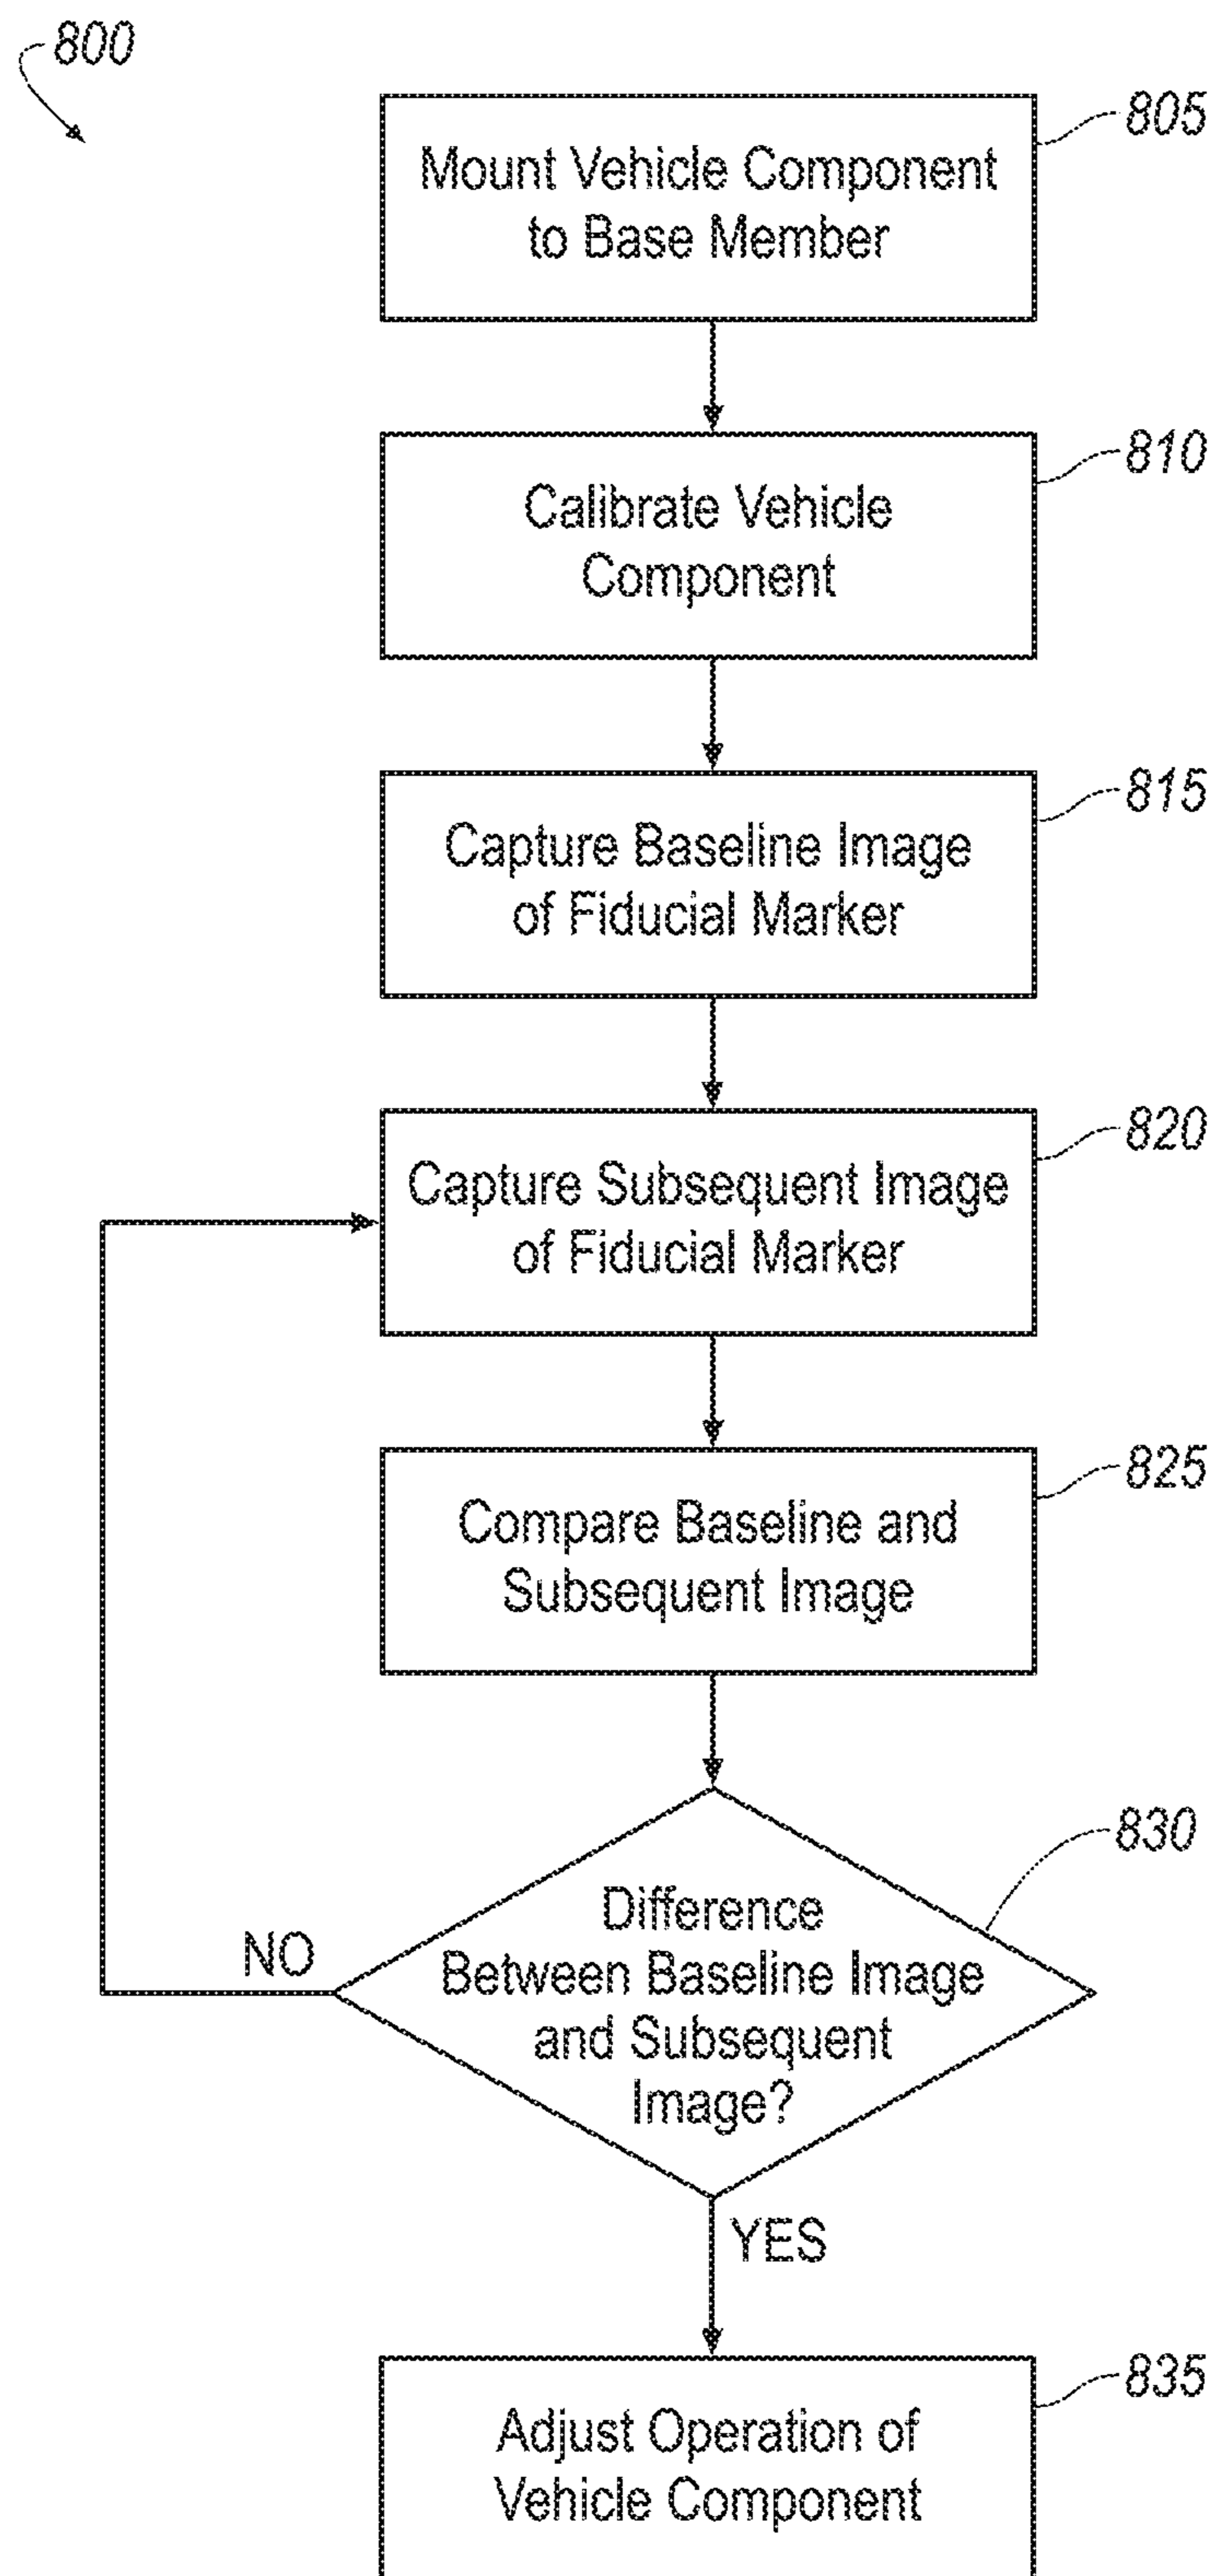 800
805
Mount Vehicle Component
to Base Member
810
Calibrate Vehicle
Component
815
Capture Baseline Image
of Fiducial Marker
820
Capture Subsequent Image
of Fiducial Marker
825
Compare Baseline and
Subsequent Image
830
Difference
Between Baseline Image
and Subsequent
Image?
NO
YES
835
Adjust Operation of
Vehicle Component